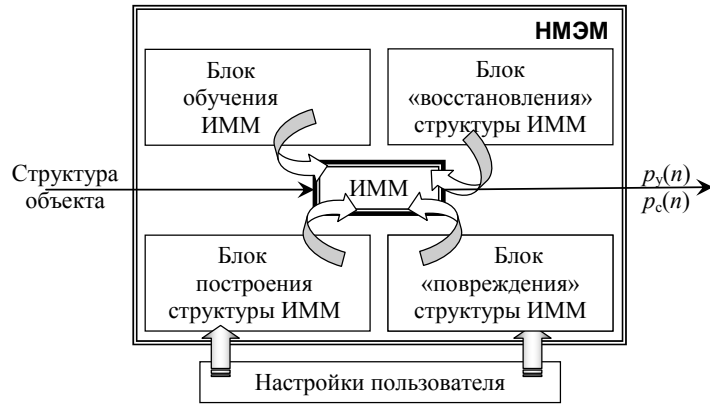 НМЭМ
Блок
обучения
ИММ
Блок
«восстановления»
структуры ИММ
Структура
объекта
ИММ
pу(n)
pс(n)
Блок
построения
структуры ИММ
Блок
«повреждения»
структуры ИММ
Настройки пользователя